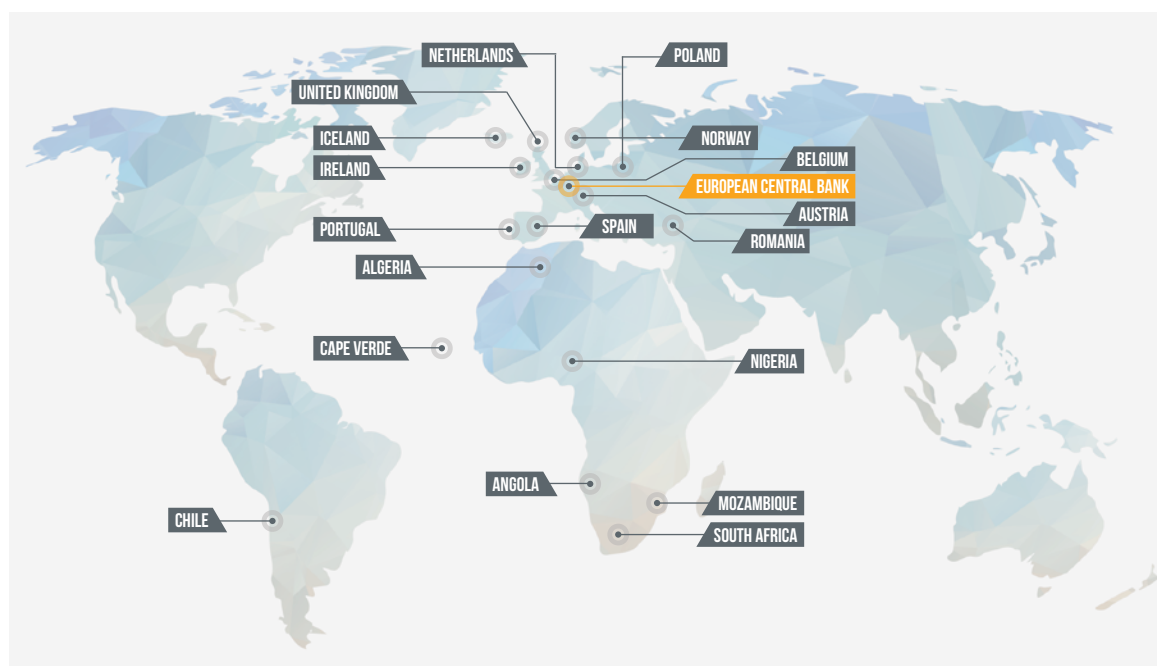 NETHERLANDS
POLAND
UNITED KINGDOM
ICELAND
NORWAY
IRELAND
BELGIUM
EUROPEAN CENTRAL BANK
AUSTRIA
PORTUGAL
SPAIN
ROMANIA
ALGERIA
CAPE VERDE
NIGERIA
ANGOLA
MOZAMBIQUE
CHILE
SOUTH AFRICA